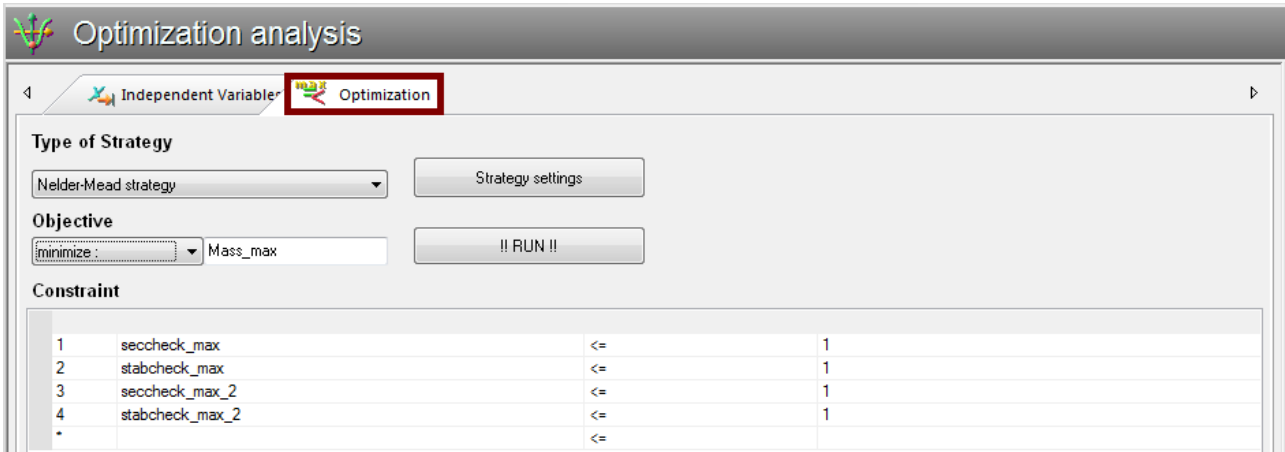 Optimization analysis
Independent Variables Optimization
Type of Strategy
Nelder-Mead strategy Strategy settings
Objective
minimize : Mass_max !! RUN !!
Constraint
1 seccheck_max <= 1
2 stabcheck_max <= 1
3 seccheck_max_2 <= 1
4 stabcheck_max_2 <= 1
* <=